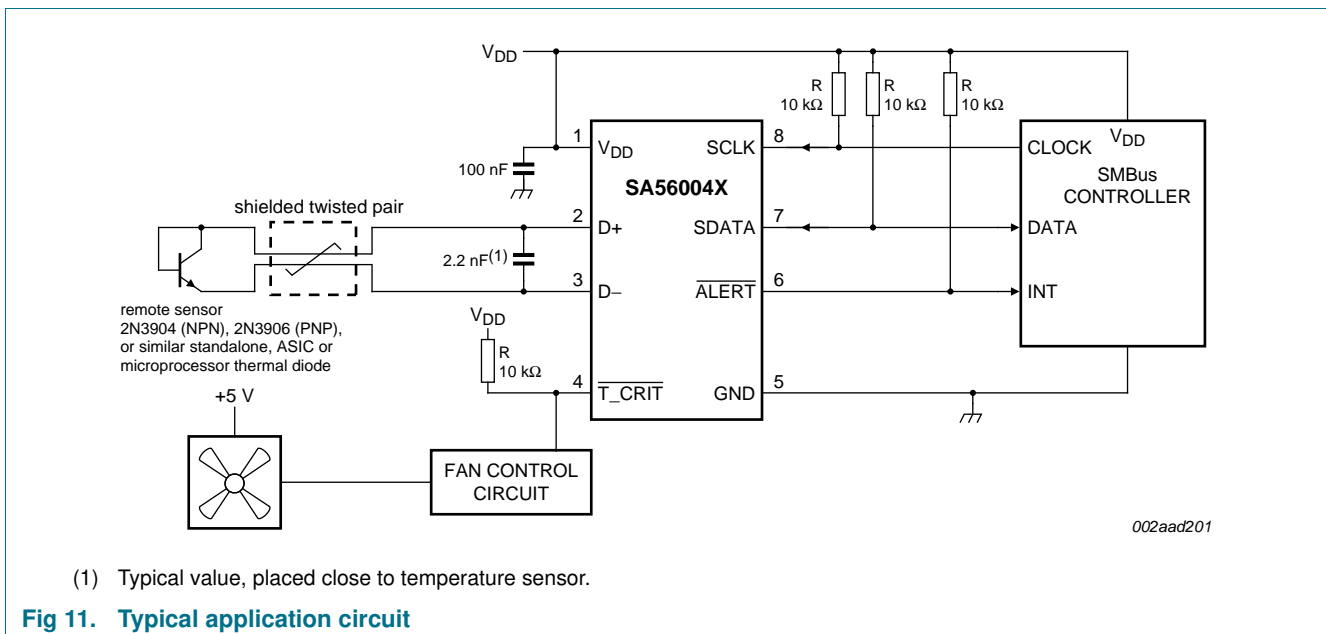 VDD
R
10 kΩ
R
10 kΩ
R
10 kΩ
1
VDD
SCLK
8
CLOCK
VDD
100 nF
SA56004X
SMBus
CONTROLLER
shielded twisted pair
2
D+
SDATA
7
DATA
2.2 nF(1)
3
D−
ALERT
6
INT
remote sensor
2N3904 (NPN), 2N3906 (PNP),
or similar standalone, ASIC or
microprocessor thermal diode
VDD
R
10 kΩ
4
T_CRIT
GND
5
+5 V
FAN CONTROL
CIRCUIT
002aad201
(1) Typical value, placed close to temperature sensor.
Fig 11. Typical application circuit